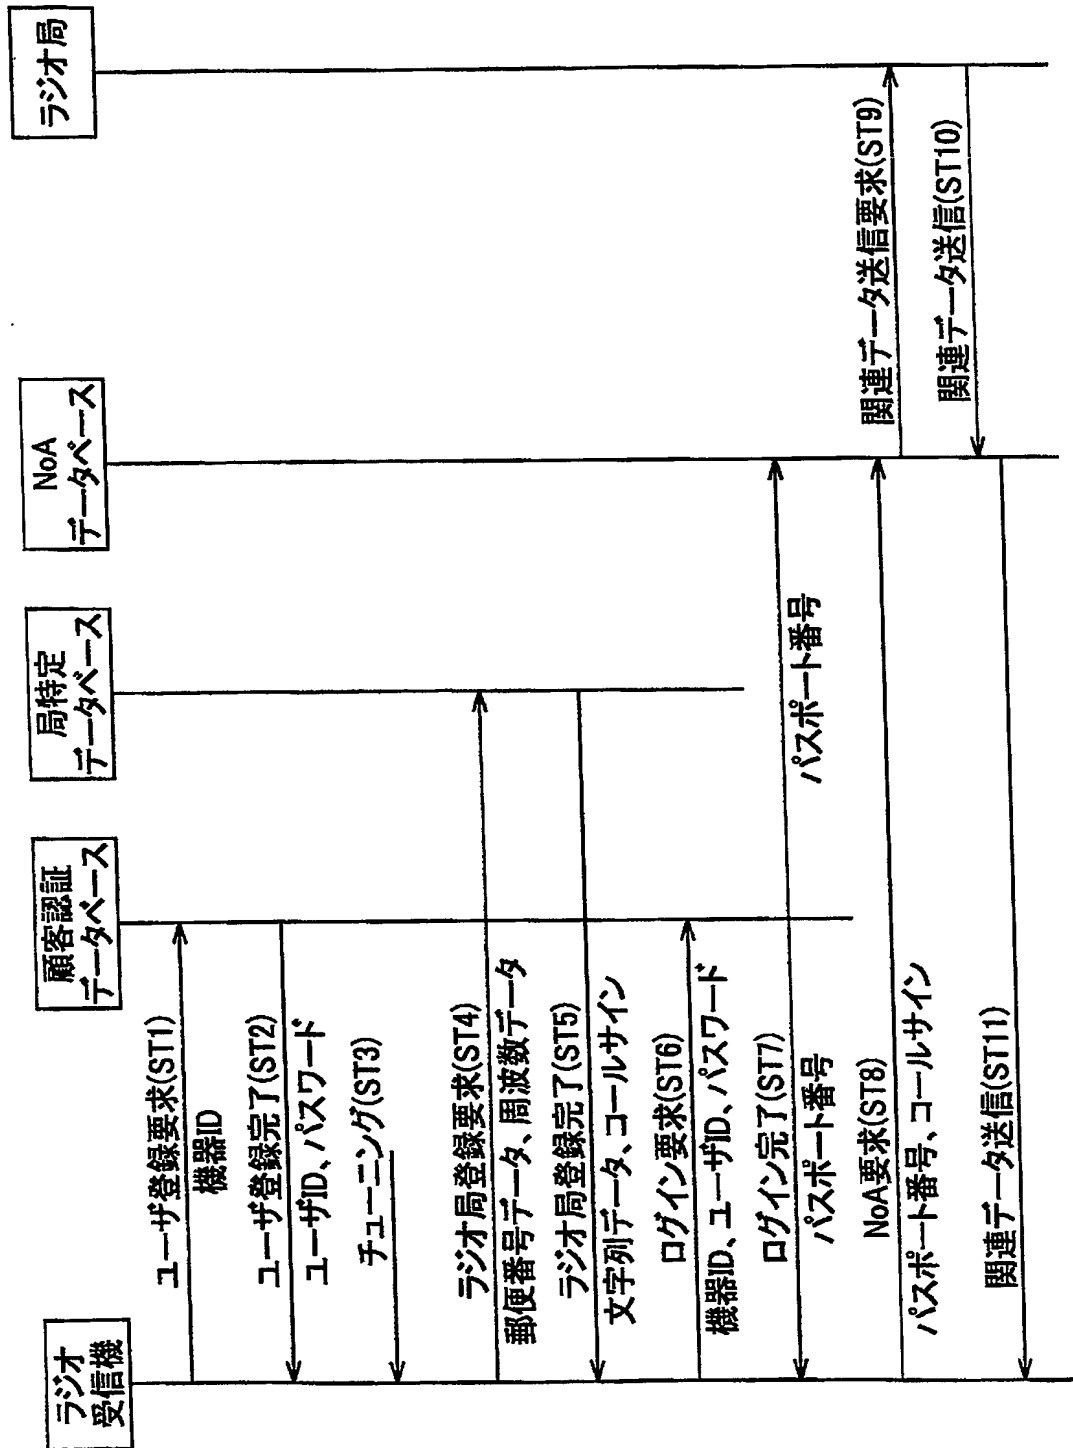 ラジオ
受信機
顧客認証
データベース
局特定
データベース
NoA
データベース
ラジオ局
ユーザ登録要求(ST1)
機器ID
ユーザ登録完了(ST2)
ユーザID、パスワード
チューニング(ST3)
ラジオ局登録要求(ST4)
郵便番号データ、周波数データ
ラジオ局登録完了(ST5)
文字列データ、コールサイン
ログイン要求(ST6)
機器ID、ユーザID、パスワード
ログイン完了(ST7)
パスポート番号
パスポート番号
NoA要求(ST8)
パスポート番号、コールサイン
関連データ送信要求(ST9)
関連データ送信(ST10)
関連データ送信(ST11)